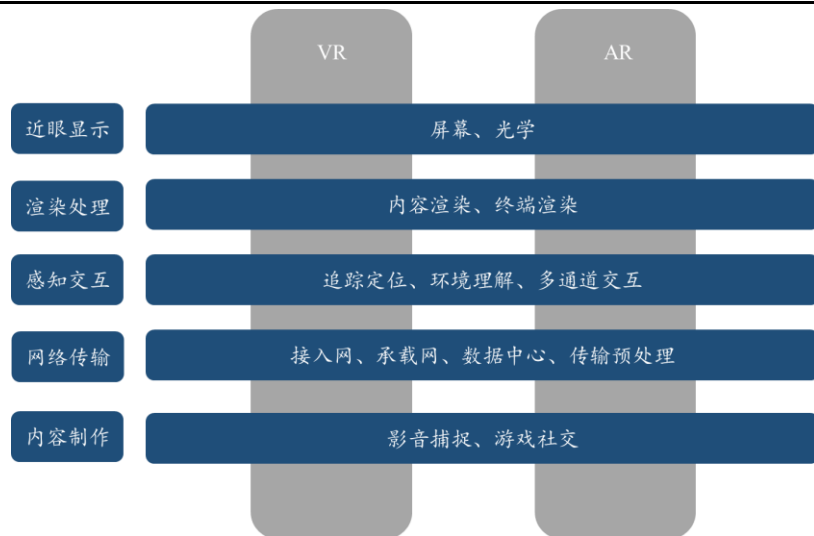 VR
AR
近眼显示
屏幕、光学
渲染处理
内容渲染、终端渲染
感知交互
追踪定位、环境理解、多通道交互
网络传输
接入网、承载网、数据中心、传输预处理
内容制作
影音捕捉、游戏社交